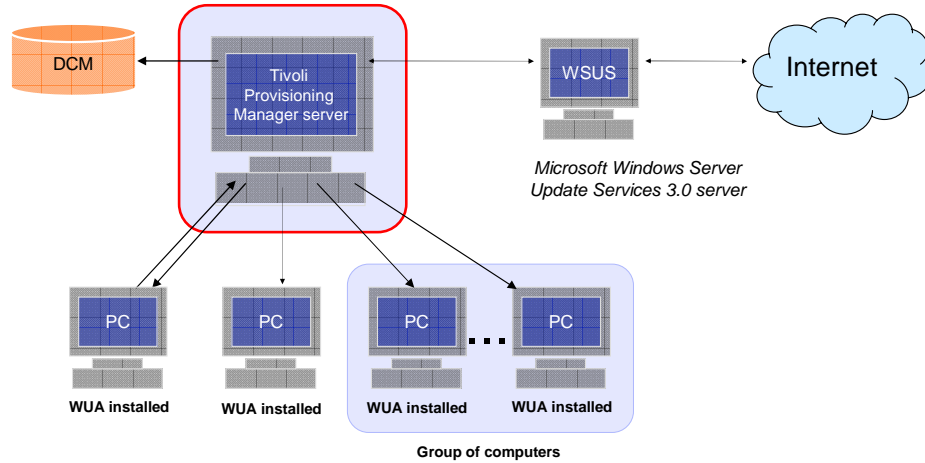 DCM
Tivoli
Provisioning
Manager server
WSUS
Internet
Microsoft Windows Server
Update Services 3.0 server
PC
PC
PC
PC
WUA installed
WUA installed
WUA installed
WUA installed
Group of computers